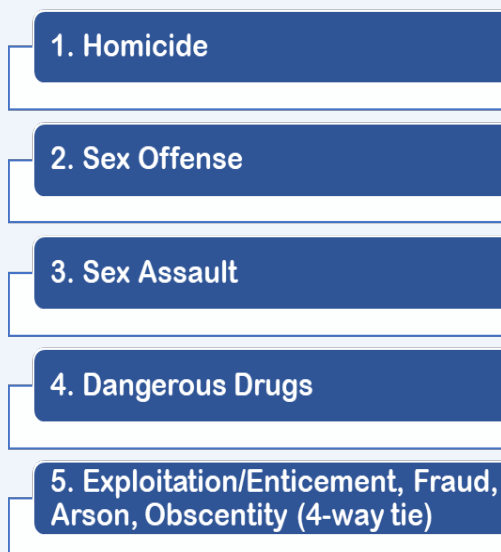 1. Homicide
2. Sex Offense
3. Sex Assault
4. Dangerous Drugs
5. Exploitation/Enticement, Fraud,
Arson, Obscentity (4-way tie)